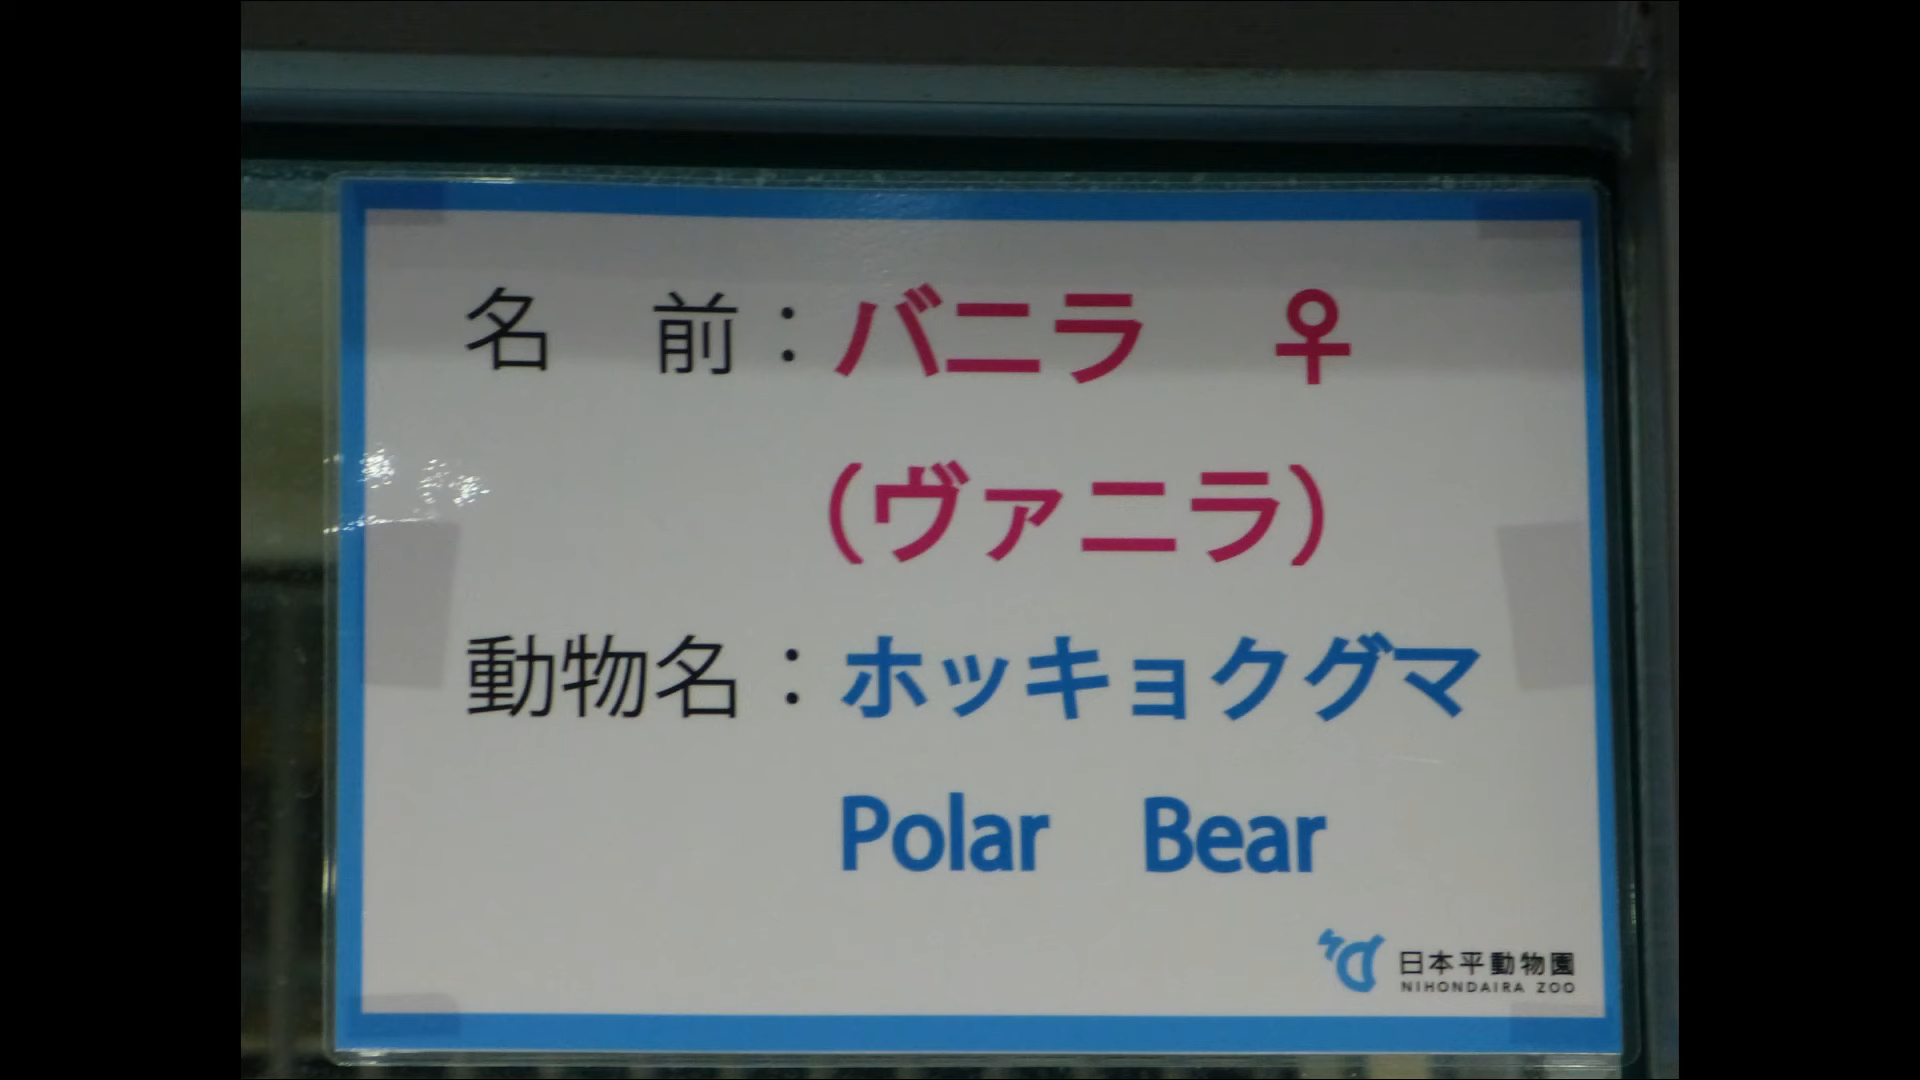 名　前：バニラ　♀
（ヴァニラ）
動物名：ホッキョクグマ
Polar　Bear
日本平動物園
NIHONDAIRA ZOO